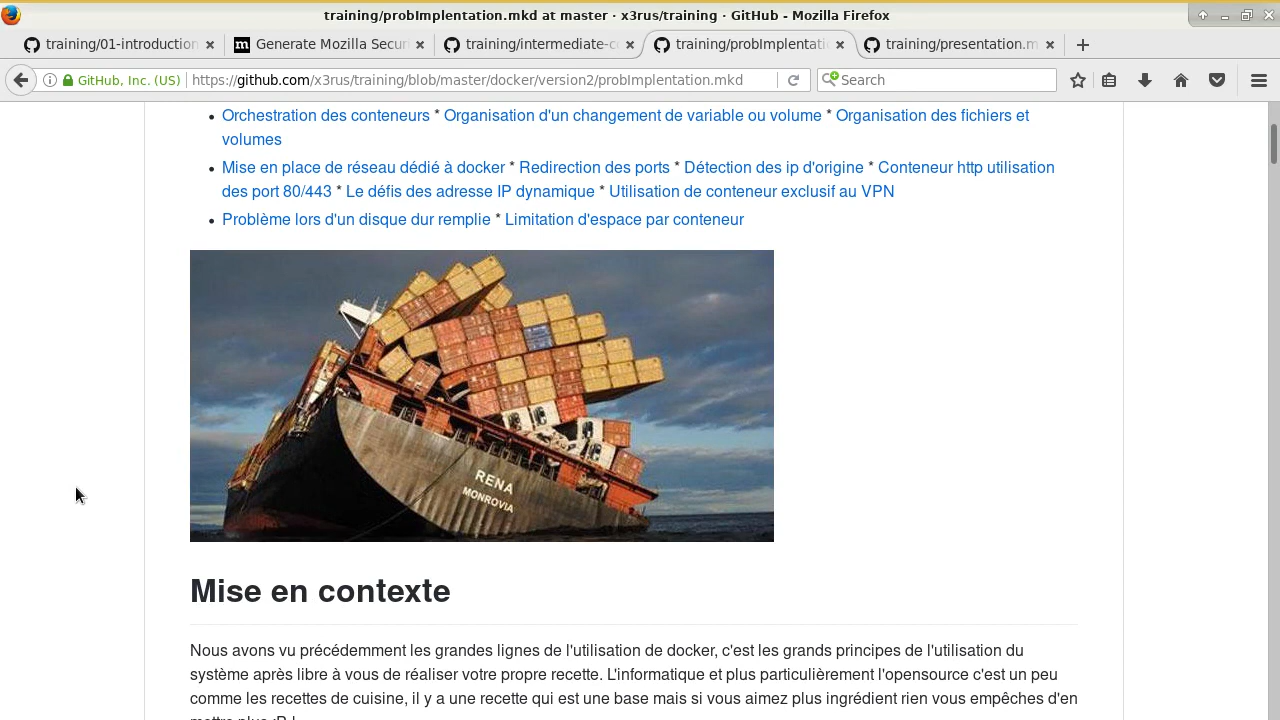 training/probImplentation.mkd at master · x3rus/training · GitHub - Mozilla Firefox
training/01-introduction
Generate Mozilla Secur
training/intermediate-c
training/probImplentati
training/presentation.m
GitHub, Inc. (US)
https://github.com/x3rus/training/blob/master/docker/version2/probImplentation.mkd
Search
Orchestration des conteneurs * Organisation d'un changement de variable ou volume * Organisation des fichiers et
volumes
Mise en place de réseau dédié à docker * Redirection des ports * Détection des ip d'origine * Conteneur http utilisation
des port 80/443 * Le défis des adresse IP dynamique * Utilisation de conteneur exclusif au VPN
Problème lors d'un disque dur remplie * Limitation d'espace par conteneur
RENA
MONROVIA
Mise en contexte
Nous avons vu précédemment les grandes lignes de l'utilisation de docker, c'est les grands principes de l'utilisation du
système après libre à vous de réaliser votre propre recette. L'informatique et plus particulièrement l'opensource c'est un peu
comme les recettes de cuisine, il y a une recette qui est une base mais si vous aimez plus ingrédient rien vous empêches d'en